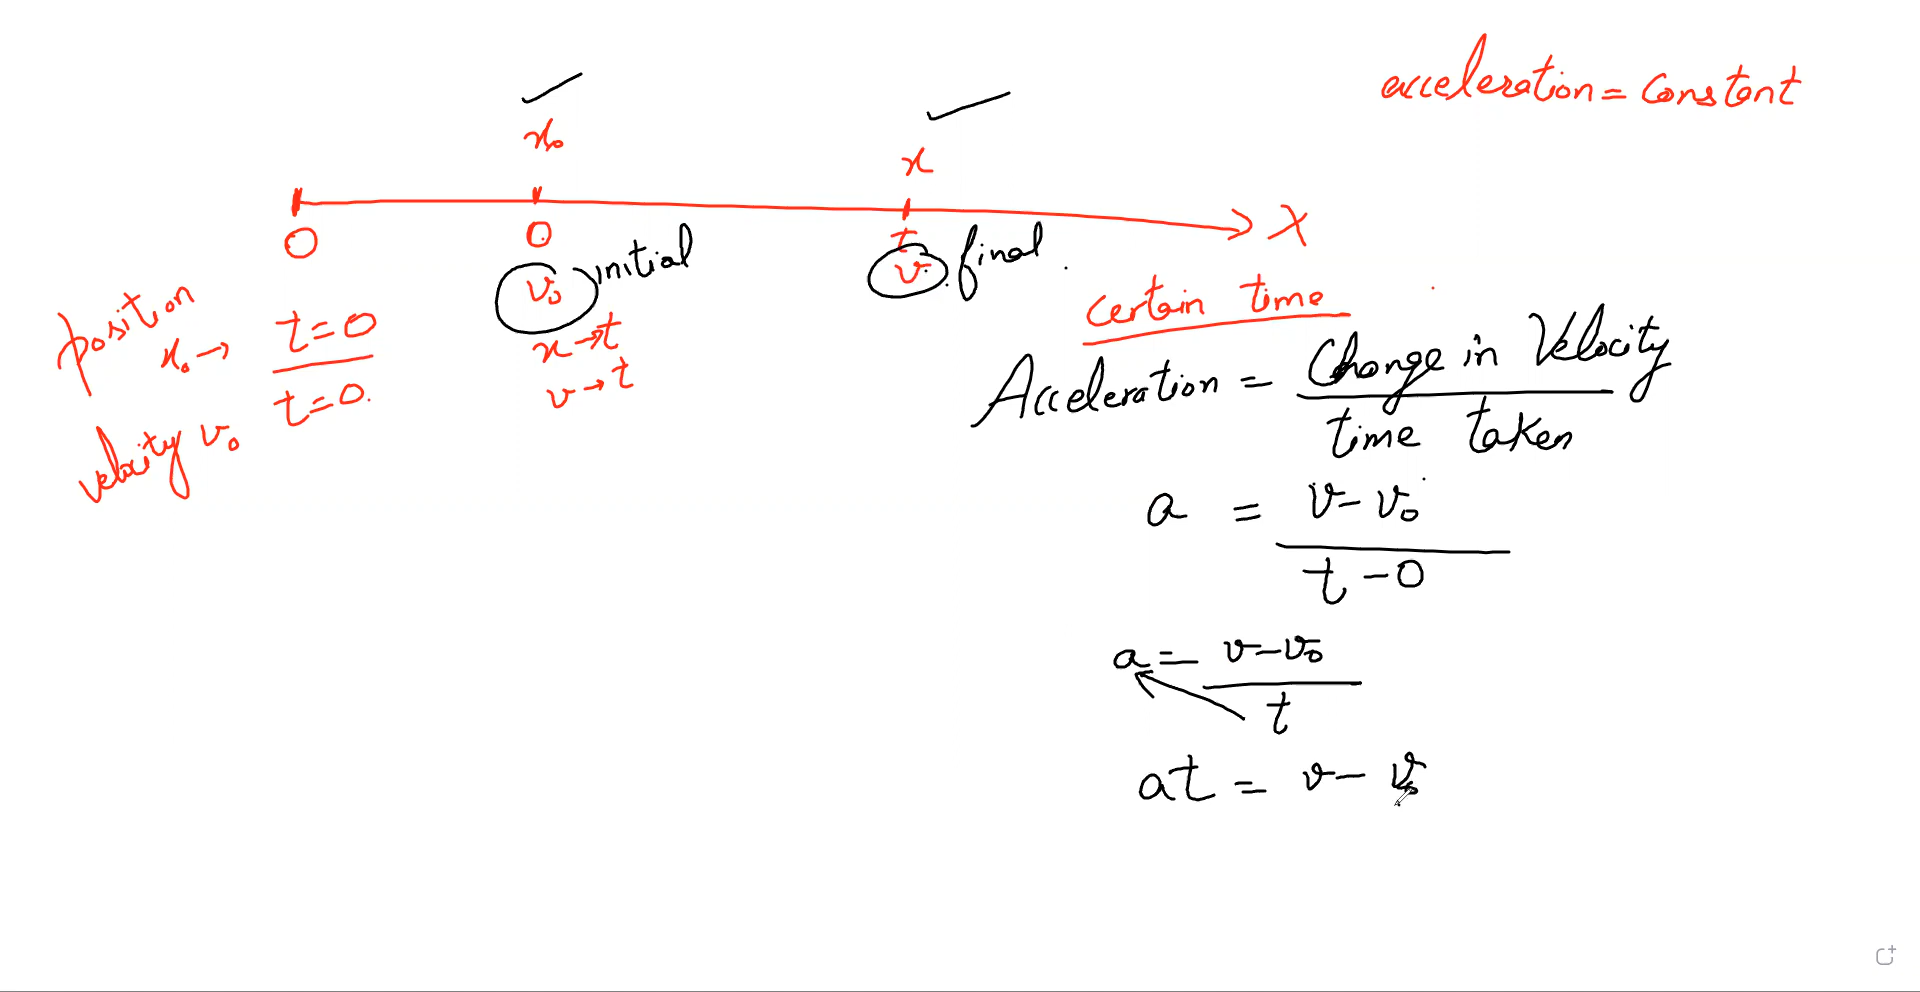 acceleration = constant
x₀
x
O
0
t
X
v₀ initial
v final
position
x₀ → t=0
x → t
v → t
velocity v₀ t=0
certain time
Acceleration = Change in Velocity
time taken
a = v - v₀
t - 0
a = v - v₀
t
at = v - v₀